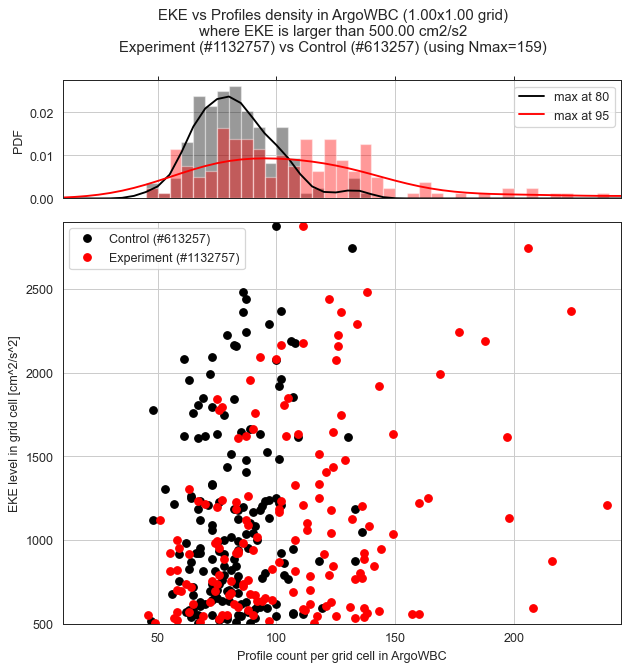 EKE vs Profiles density in ArgoWBC (1.00x1.00 grid)
where EKE is larger than 500.00 cm2/s2
Experiment (#1132757) vs Control (#613257) (using Nmax=159)
PDF
0.02
0.01
0.00
max at 80
max at 95
Control (#613257)
Experiment (#1132757)
EKE level in grid cell [cm^2/s^2]
2500
2000
1500
1000
500
50
100
150
200
Profile count per grid cell in ArgoWBC